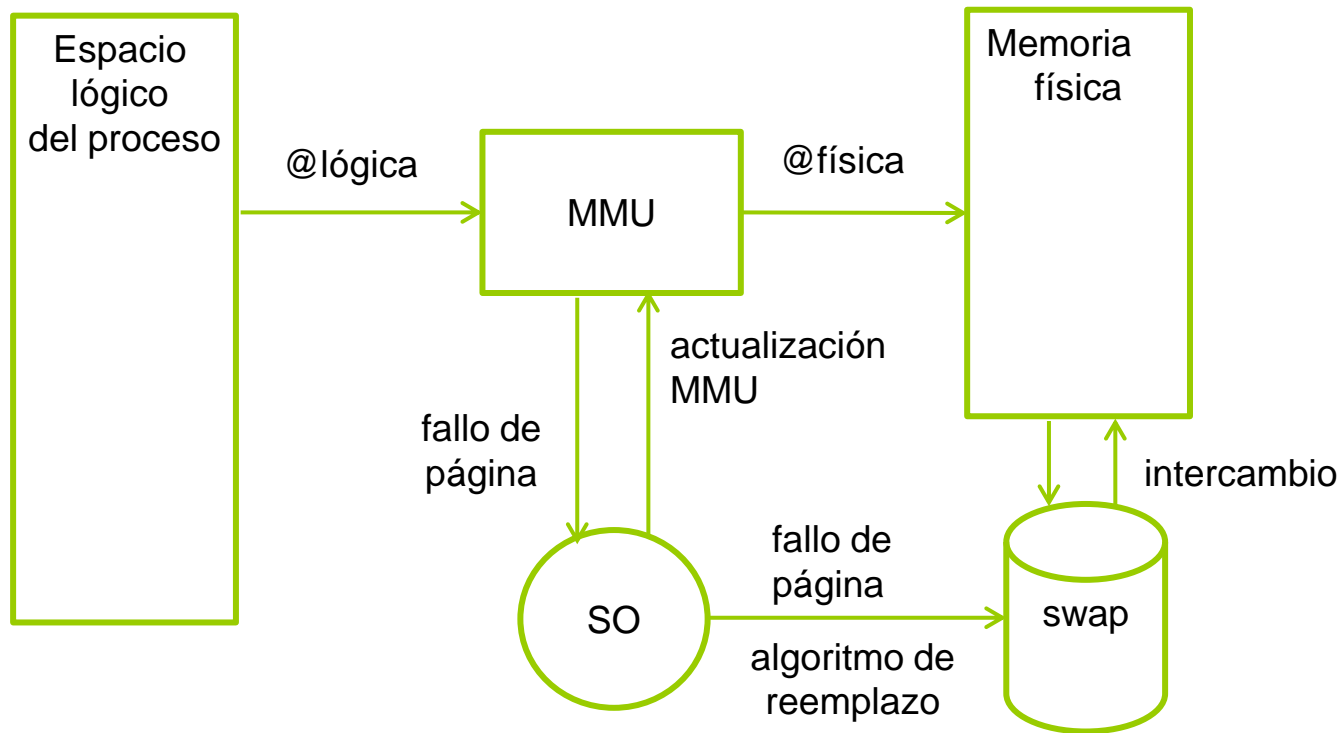 Espacio
lógico
del proceso
@lógica
MMU
@física
Memoria
física
actualización
MMU
fallo de
página
intercambio
SO
fallo de
página
algoritmo de
reemplazo
swap